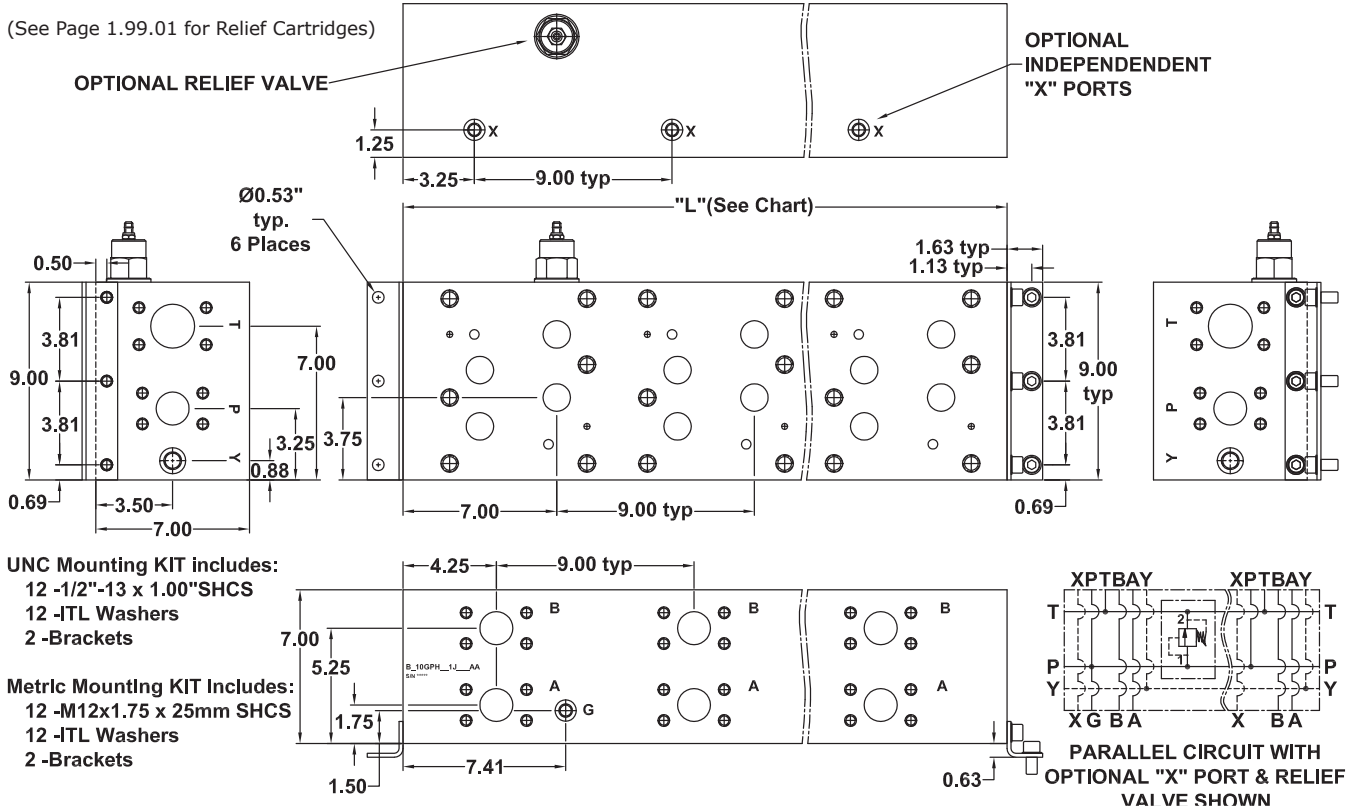 (See Page 1.99.01 for Relief Cartridges)
OPTIONAL RELIEF VALVE
OPTIONAL
INDEPENDENDENT
"X" PORTS
X
X
X
1.25
3.25
9.00 typ
Ø0.53"
typ.
6 Places
"L"(See Chart)
1.63 typ
1.13 typ
0.50
T
P
Y
3.81
9.00
3.81
7.00
3.25
0.88
0.69
3.50
7.00
3.75
7.00
9.00 typ
3.81
9.00
typ
3.81
0.69
T
P
Y
UNC Mounting KIT includes:
12 -1/2"-13 x 1.00"SHCS
12 -ITL Washers
2 -Brackets
Metric Mounting KIT Includes:
12 -M12x1.75 x 25mm SHCS
12 -ITL Washers
2 -Brackets
4.25
9.00 typ
7.00
5.25
1.75
1.50
7.41
B
B
B
A
A
A
G
B_10GPH__1J___AA
S/N *****
0.63
XPTBAY
XPTBAY
T
T
2
1
P
P
Y
Y
X G B A
X B A
PARALLEL CIRCUIT WITH
OPTIONAL "X" PORT & RELIEF
VALVE SHOWN